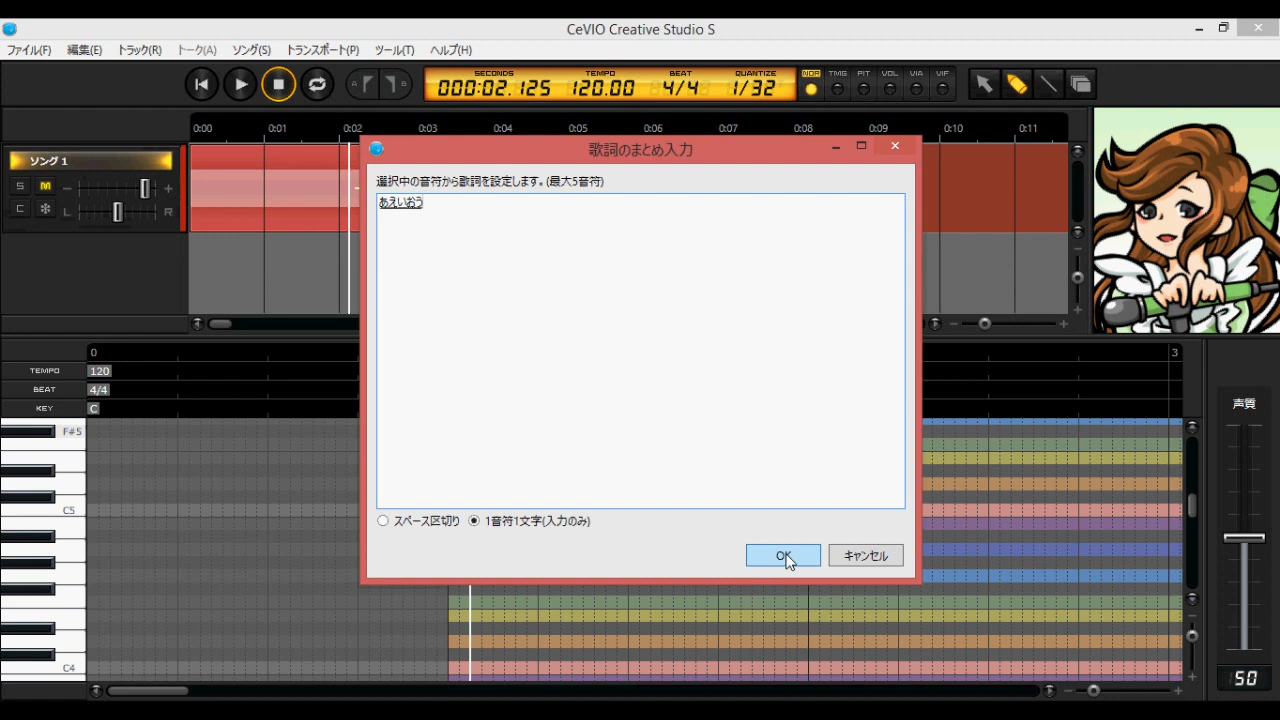 CeVIO Creative Studio S
ファイル(F) 編集(E) トラック(R) トーク(A) ソング(S) トランスポート(P) ツール(T) ヘルプ(H)
SECONDS TEMPO BEAT QUANTIZE NOR TMG PIT VOL VIA VIF
A B 000:02.125 120.00 4/4 1/32
0:00 0:01 0:02 0:03 0:04 0:05 0:06 0:07 0:08 0:09 0:10 0:11
ソング 1
S M
C L R
歌詞のまとめ入力
選択中の音符から歌詞を設定します。(最大5音符)
あえいおう
スペース区切り 1音符1文字(入力のみ)
OK キャンセル
0 3
TEMPO 120
BEAT 4/4
KEY C
声質
F#5
C5
C4
50